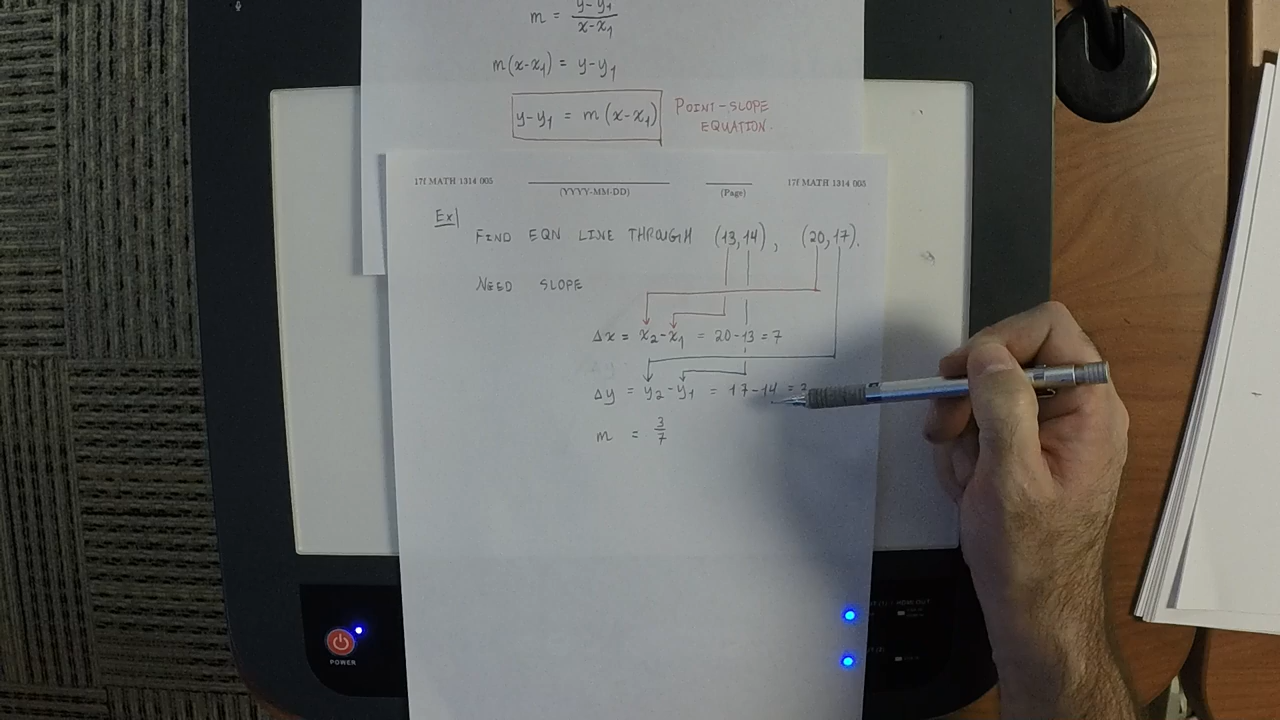 m = y-y₁/x-x₁
m(x-x₁) = y-y₁
y-y₁ = m(x-x₁) POINT-SLOPE
EQUATION.
17f MATH 1314 005 (YYYY-MM-DD) (Page) 17f MATH 1314 005
Ex|
FIND EQN LINE THROUGH (13,14), (20,17).
NEED SLOPE
Δx = x₂-x₁ = 20-13 = 7
Δy = y₂-y₁ = 17-14 = 3
m = 3/7
POWER